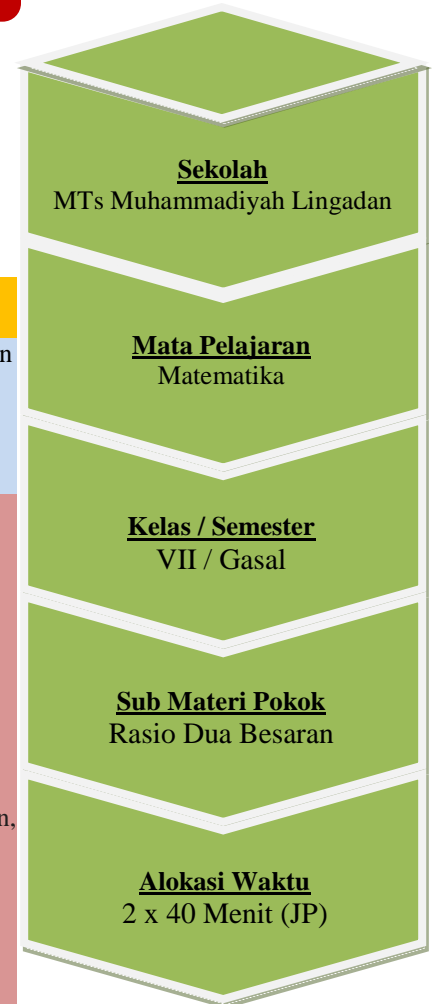 Sekolah
MTs Muhammadiyah Lingadan
Mata Pelajaran
Matematika
Kelas / Semester
VII / Gasal
Sub Materi Pokok
Rasio Dua Besaran
Alokasi Waktu
2 x 40 Menit (JP)